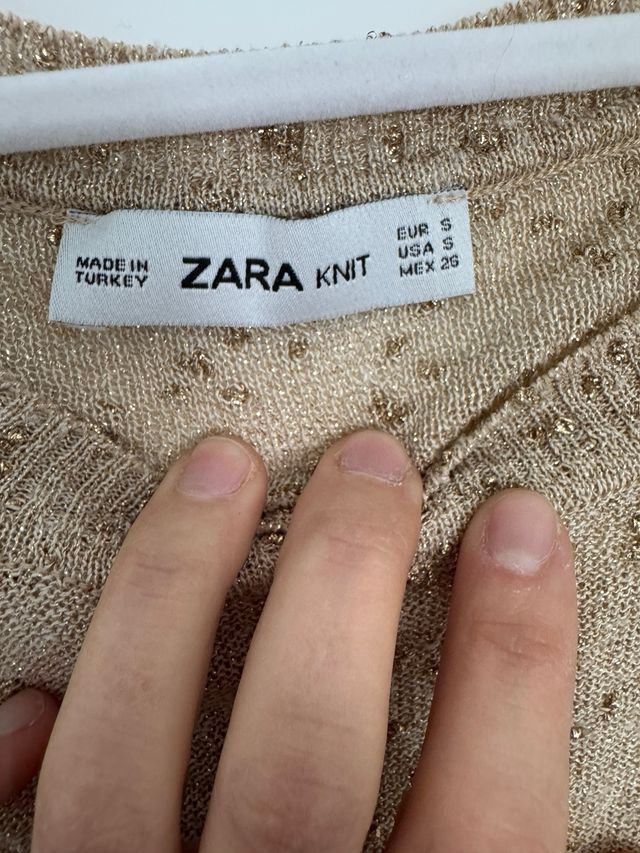 MADE IN
TURKEY
ZARA KNIT
EUR S
USA S
MEX 26